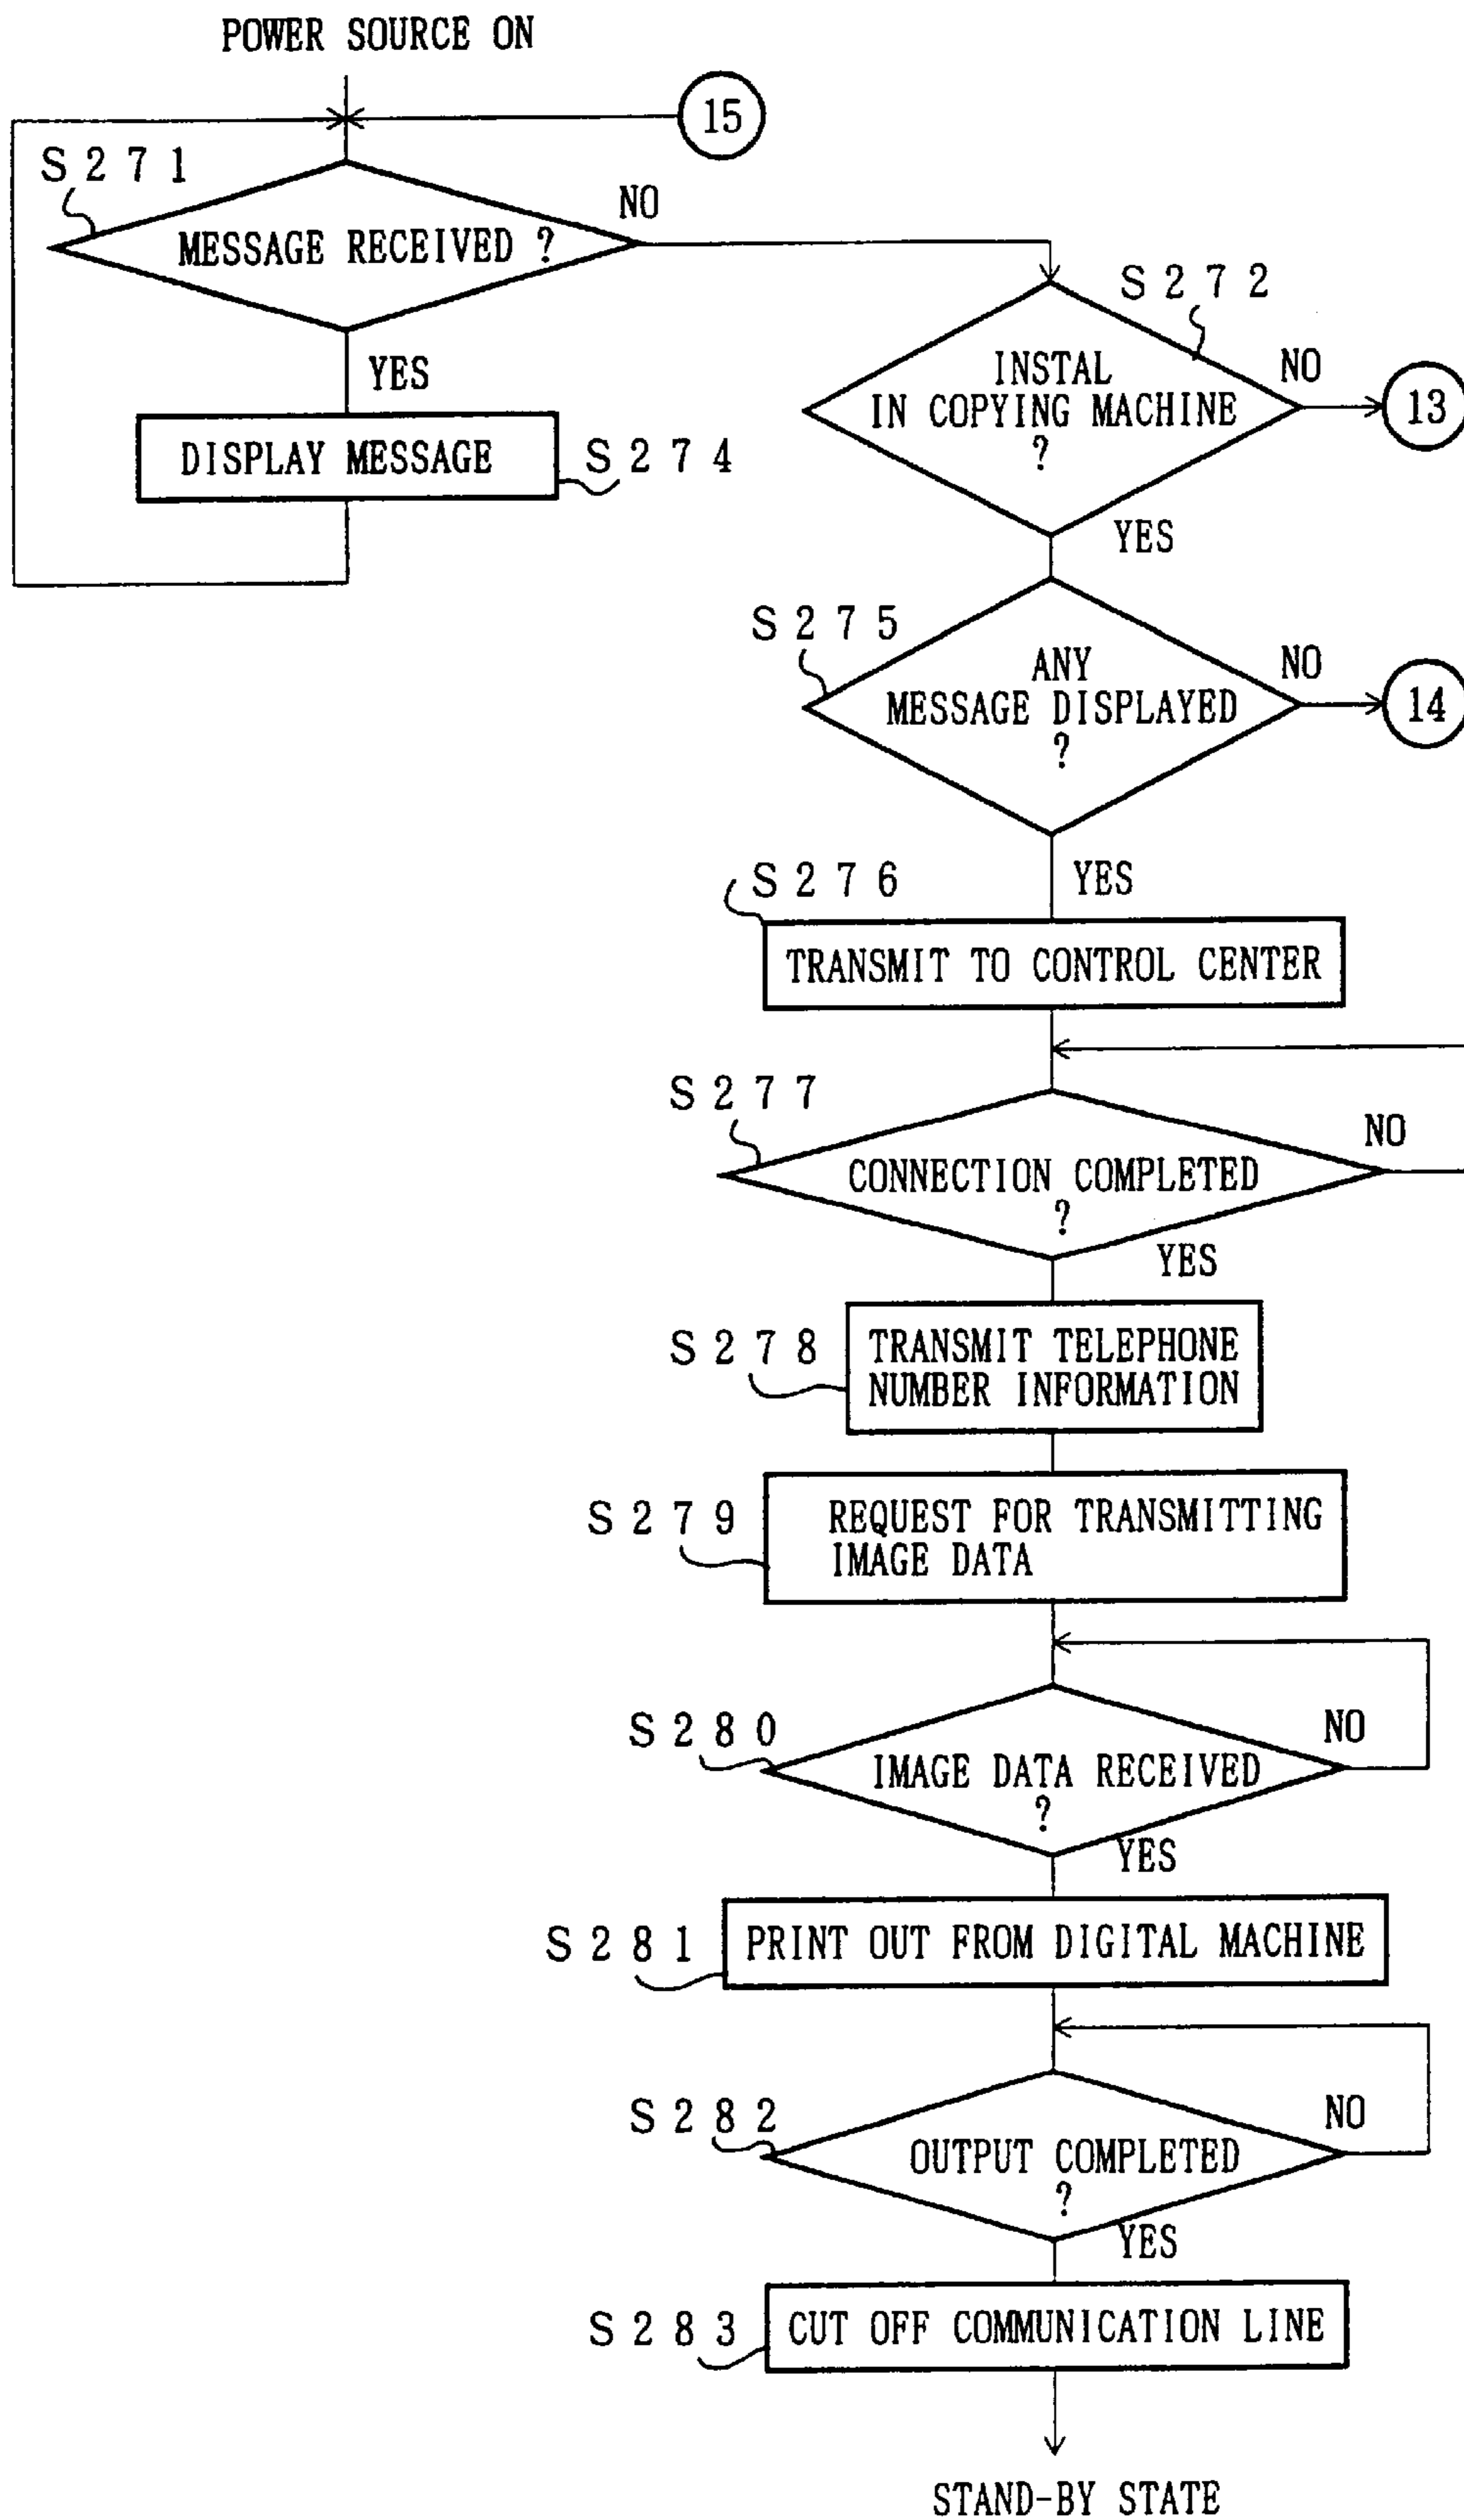 POWER SOURCE ON
15
S271
NO
MESSAGE RECEIVED ?
S272
YES
INSTAL
IN COPYING MACHINE
?
NO
13
DISPLAY MESSAGE
S274
YES
S275
ANY
MESSAGE DISPLAYED
?
NO
14
S276
YES
TRANSMIT TO CONTROL CENTER
S277
NO
CONNECTION COMPLETED
?
YES
S278
TRANSMIT TELEPHONE
NUMBER INFORMATION
S279
REQUEST FOR TRANSMITTING
IMAGE DATA
S280
NO
IMAGE DATA RECEIVED
?
YES
S281
PRINT OUT FROM DIGITAL MACHINE
S282
NO
OUTPUT COMPLETED
?
YES
S283
CUT OFF COMMUNICATION LINE
STAND-BY STATE